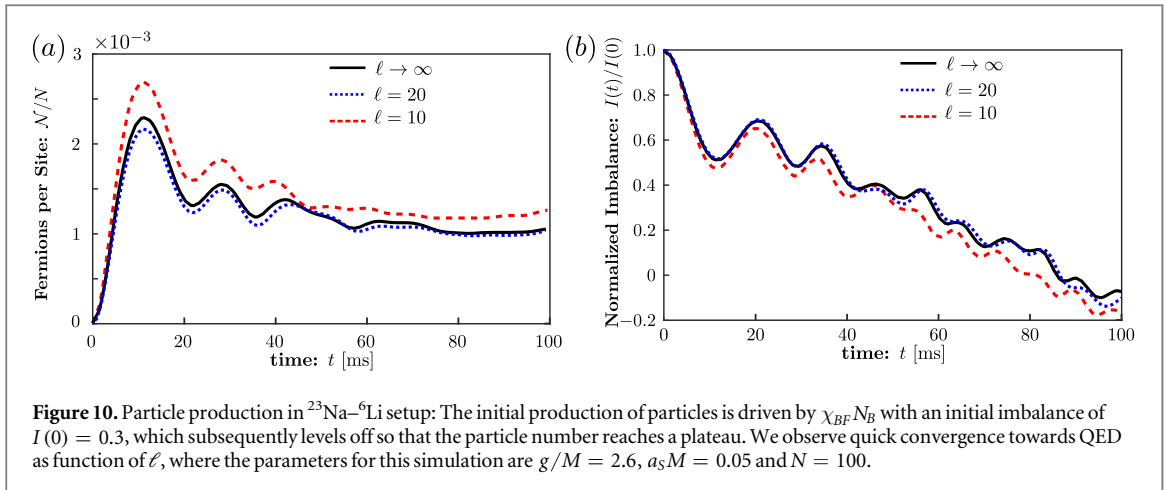 (a)
×10⁻³
3
2
1
0
Fermions per Site: 𝒩/N
ℓ → ∞
ℓ = 20
ℓ = 10
0 20 40 60 80 100
time: t [ms]
(b)
1.0
0.8
0.6
0.4
0.2
0
−0.2
Normalized Imbalance: I(t)/I(0)
ℓ → ∞
ℓ = 20
ℓ = 10
0 20 40 60 80 100
time: t [ms]
Figure 10. Particle production in ²³Na–⁶Li setup: The initial production of particles is driven by χ_BF N_B with an initial imbalance of
I(0) = 0.3, which subsequently levels off so that the particle number reaches a plateau. We observe quick convergence towards QED
as function of ℓ, where the parameters for this simulation are g/M = 2.6, a_S M = 0.05 and N = 100.